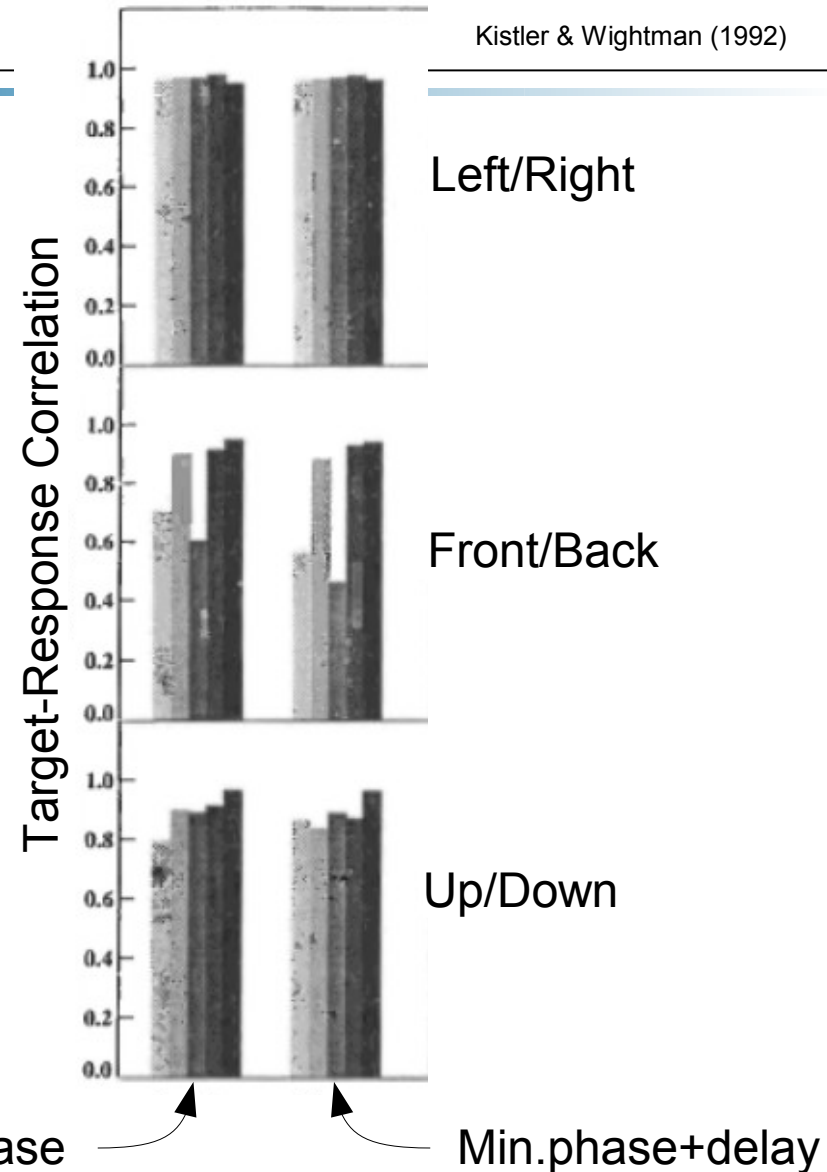 Kistler & Wightman (1992)
Target-Response Correlation
1.0
0.8
0.6
0.4
0.2
0.0
Left/Right
1.0
0.8
0.6
0.4
0.2
0.0
Front/Back
1.0
0.8
0.6
0.4
0.2
0.0
Up/Down
ase
Min.phase+delay